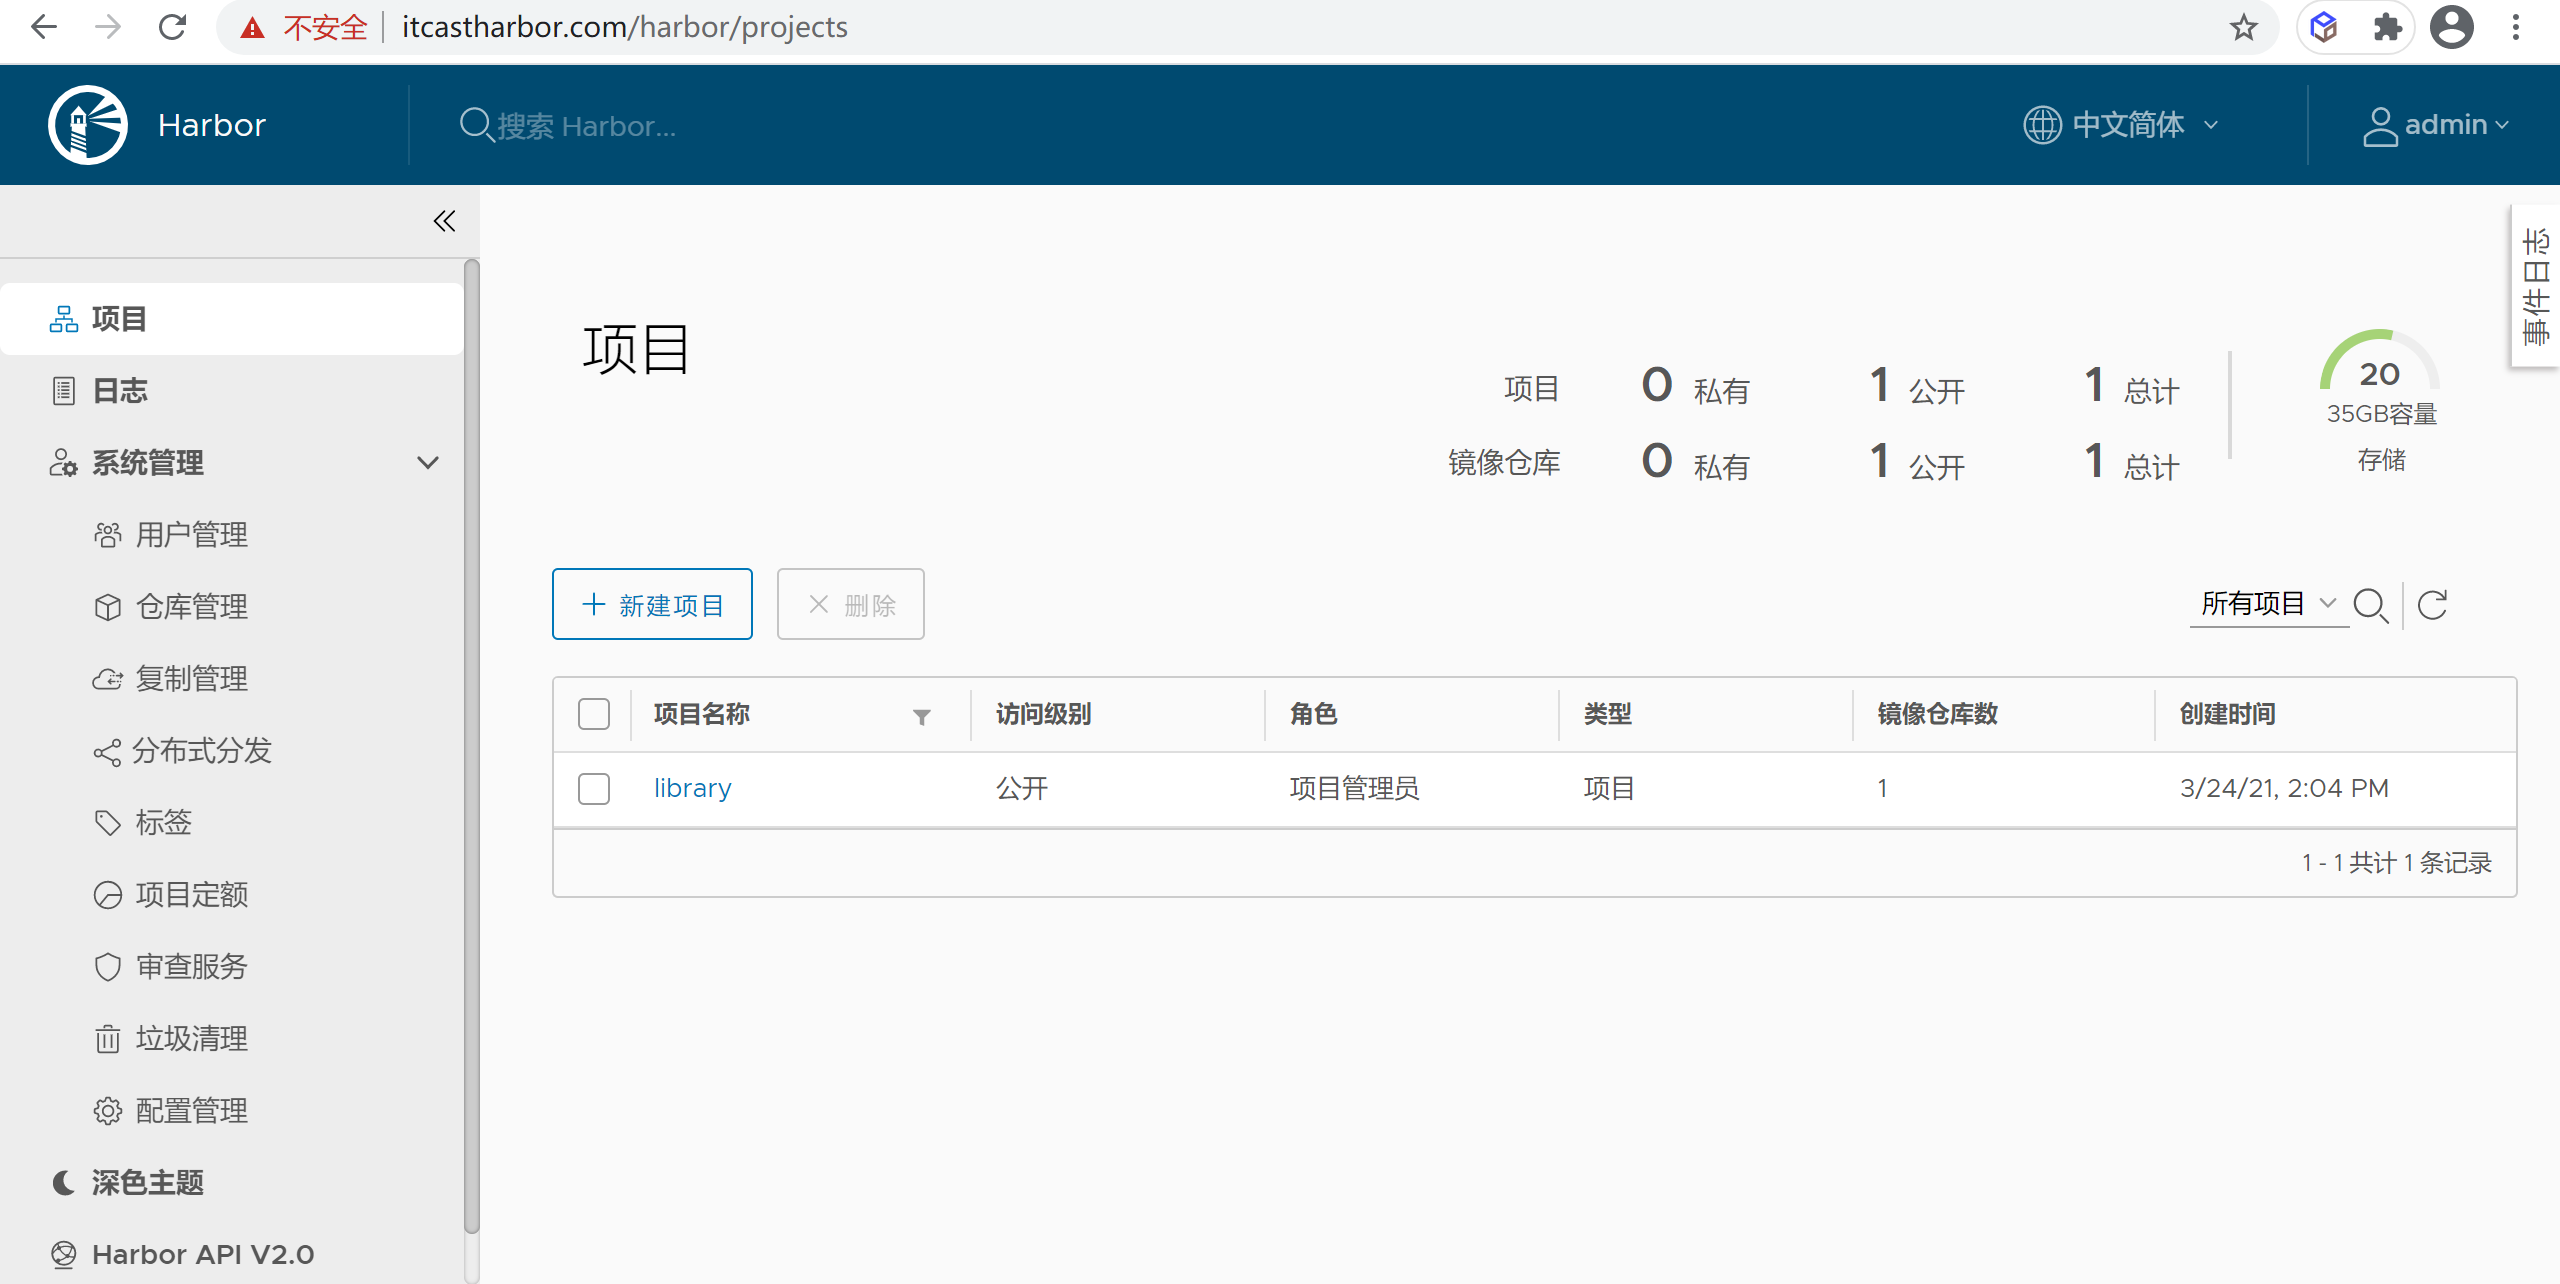 不安全 itcastharbor.com/harbor/projects
Harbor 搜索 Harbor... 中文简体 admin
事件日志
项目
日志
系统管理
用户管理
仓库管理
复制管理
分布式分发
标签
项目定额
审查服务
垃圾清理
配置管理
深色主题
Harbor API V2.0
项目
项目 0 私有 1 公开 1 总计
镜像仓库 0 私有 1 公开 1 总计
20
35GB容量
存储
新建项目 删除 所有项目
项目名称 访问级别 角色 类型 镜像仓库数 创建时间
library 公开 项目管理员 项目 1 3/24/21, 2:04 PM
1 - 1 共计 1 条记录